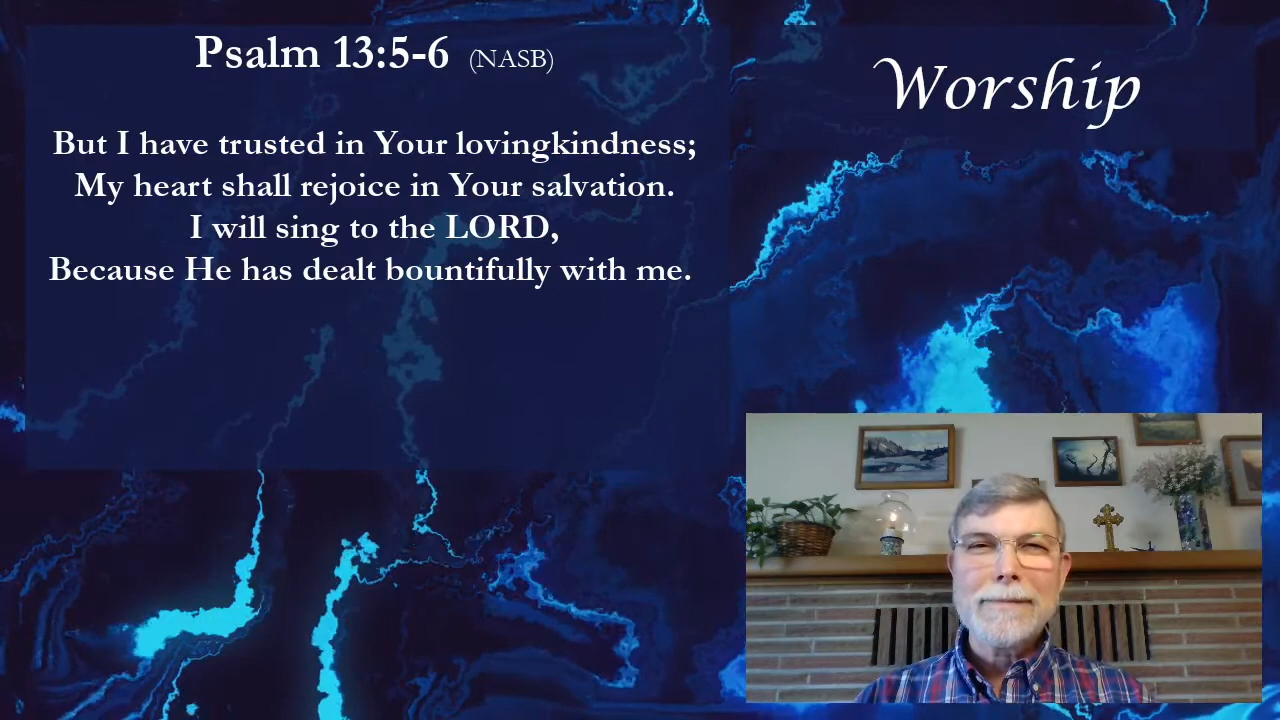 Psalm 13:5-6 (NASB)
But I have trusted in Your lovingkindness;
My heart shall rejoice in Your salvation.
I will sing to the LORD,
Because He has dealt bountifully with me.
Worship